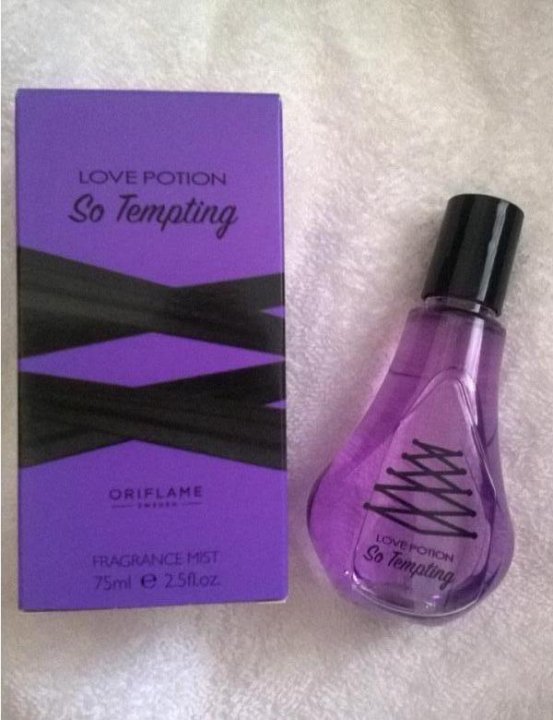 LOVE POTION
So Tempting
ORIFLAME
SWEDEN
FRAGRANCE MIST
75ml e 2.5fl.oz.
LOVE POTION
So Tempting